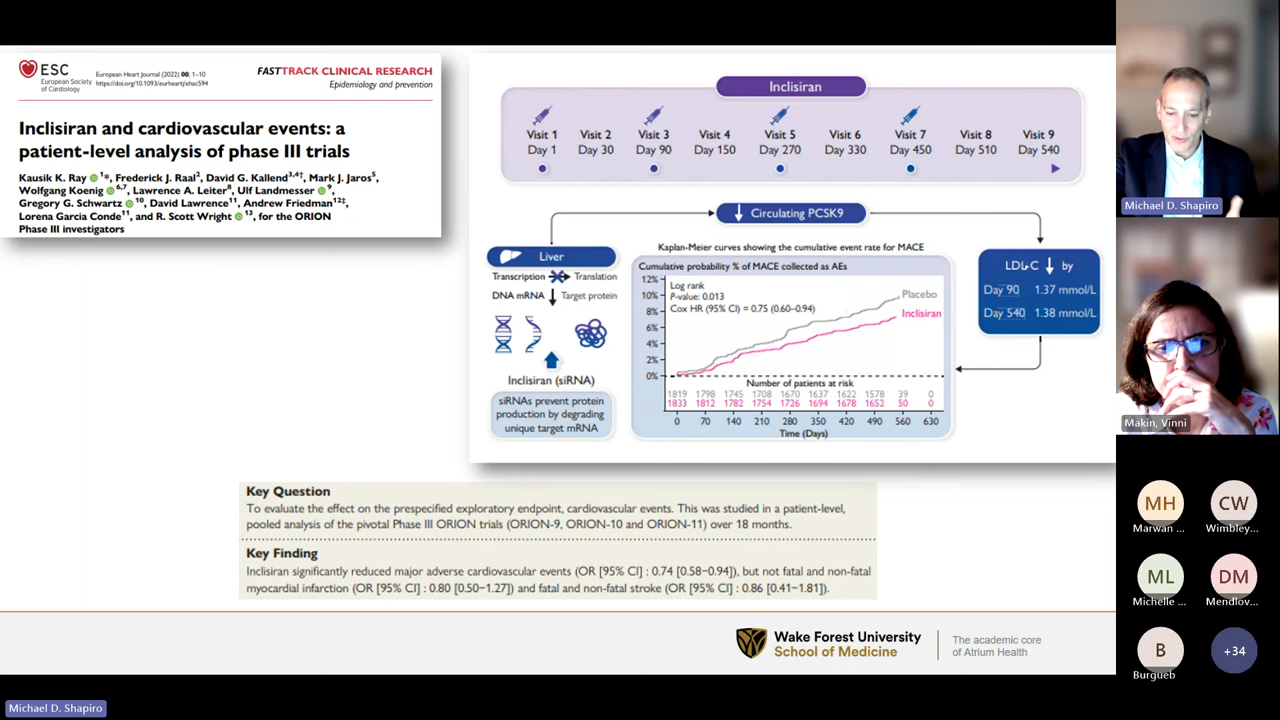 ESC
European Society
of Cardiology
European Heart Journal (2022) 00, 1–10
https://doi.org/10.1093/eurheartj/ehac594
FASTTRACK CLINICAL RESEARCH
Epidemiology and prevention
Inclisiran and cardiovascular events: a
patient-level analysis of phase III trials
Kausik K. Ray 1*, Frederick J. Raal2, David G. Kallend3,4†, Mark J. Jaros5,
Wolfgang Koenig 6,7, Lawrence A. Leiter8, Ulf Landmesser 9,
Gregory G. Schwartz 10, David Lawrence11, Andrew Friedman12‡,
Lorena Garcia Conde11, and R. Scott Wright 13, for the ORION
Phase III investigators
Inclisiran
Visit 1 Visit 2 Visit 3 Visit 4 Visit 5 Visit 6 Visit 7 Visit 8 Visit 9
Day 1 Day 30 Day 90 Day 150 Day 270 Day 330 Day 450 Day 510 Day 540
Circulating PCSK9
Liver
Transcription Translation
DNA mRNA Target protein
Inclisiran (siRNA)
siRNAs prevent protein
production by degrading
unique target mRNA
Kaplan-Meier curves showing the cumulative event rate for MACE
Cumulative probability % of MACE collected as AEs
12%
10%
8%
6%
4%
2%
0%
Log rank
P-value: 0.013
Cox HR (95% CI) = 0.75 (0.60–0.94)
Placebo
Inclisiran
Number of patients at risk
1819 1798 1745 1708 1670 1637 1622 1578 39 0
1833 1812 1782 1754 1726 1694 1678 1652 50 0
0 70 140 210 280 350 420 490 560 630
Time (Days)
LDL-C by
Day 90 1.37 mmol/L
Day 540 1.38 mmol/L
Key Question
To evaluate the effect on the prespecified exploratory endpoint, cardiovascular events. This was studied in a patient-level,
pooled analysis of the pivotal Phase III ORION trials (ORION-9, ORION-10 and ORION-11) over 18 months.
Key Finding
Inclisiran significantly reduced major adverse cardiovascular events (OR [95% CI] : 0.74 [0.58–0.94]), but not fatal and non-fatal
myocardial infarction (OR [95% CI] : 0.80 [0.50–1.27]) and fatal and non-fatal stroke (OR [95% CI] : 0.86 [0.41–1.81]).
Wake Forest University
School of Medicine
The academic core
of Atrium Health
Michael D. Shapiro
Michael D. Shapiro
Makin, Vinni
MH
Marwan ...
CW
Wimbley...
ML
Michelle ...
DM
Mendlov...
B
Burgueb
+34